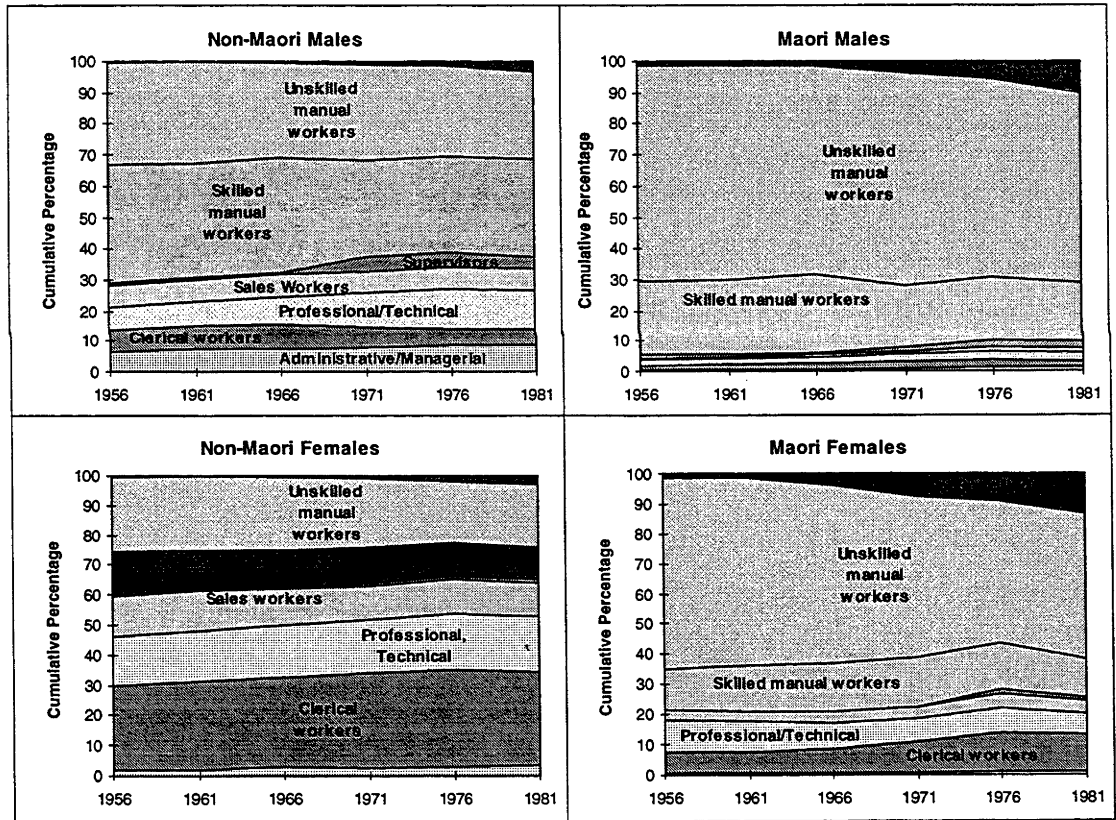 Non-Maori Males
Cumulative Percentage
100
90
80
70
60
50
40
30
20
10
0
Unskilled
manual
workers
Skilled
manual
workers
Supervisors
Sales Workers
Professional/Technical
Clerical workers
Administrative/Managerial
1956 1961 1966 1971 1976 1981
Maori Males
Cumulative Percentage
100
90
80
70
60
50
40
30
20
10
0
Unskilled
manual
workers
Skilled manual workers
1956 1961 1966 1971 1976 1981
Non-Maori Females
Cumulative Percentage
100
90
80
70
60
50
40
30
20
10
0
Unskilled
manual
workers
Sales workers
Professional,
Technical
Clerical
workers
1956 1961 1966 1971 1976 1981
Maori Females
Cumulative Percentage
100
90
80
70
60
50
40
30
20
10
0
Unskilled
manual
workers
Skilled manual workers
Professional/Technical
Clerical workers
1956 1961 1966 1971 1976 1981